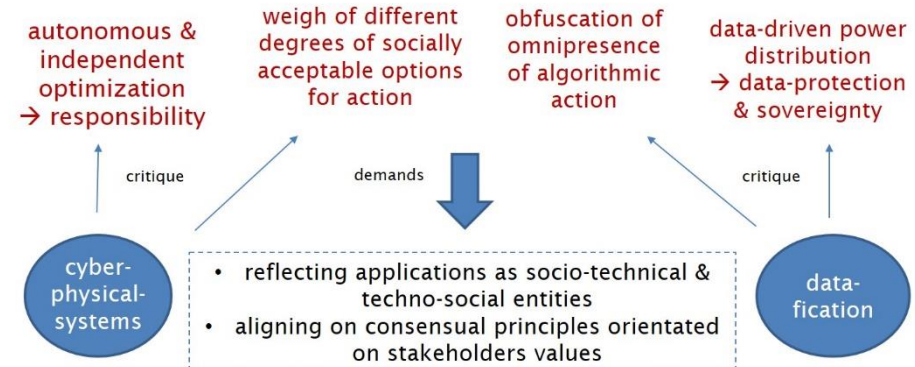 autonomous &
independent
optimization
→ responsibility
weigh of different
degrees of socially
acceptable options
for action
obfuscation of
omnipresence
of algorithmic
action
data-driven power
distribution
→ data-protection
& sovereignty
critique
demands
critique
cyber-
physical-
systems
• reflecting applications as socio-technical &
techno-social entities
• aligning on consensual principles orientated
on stakeholders values
data-
fication